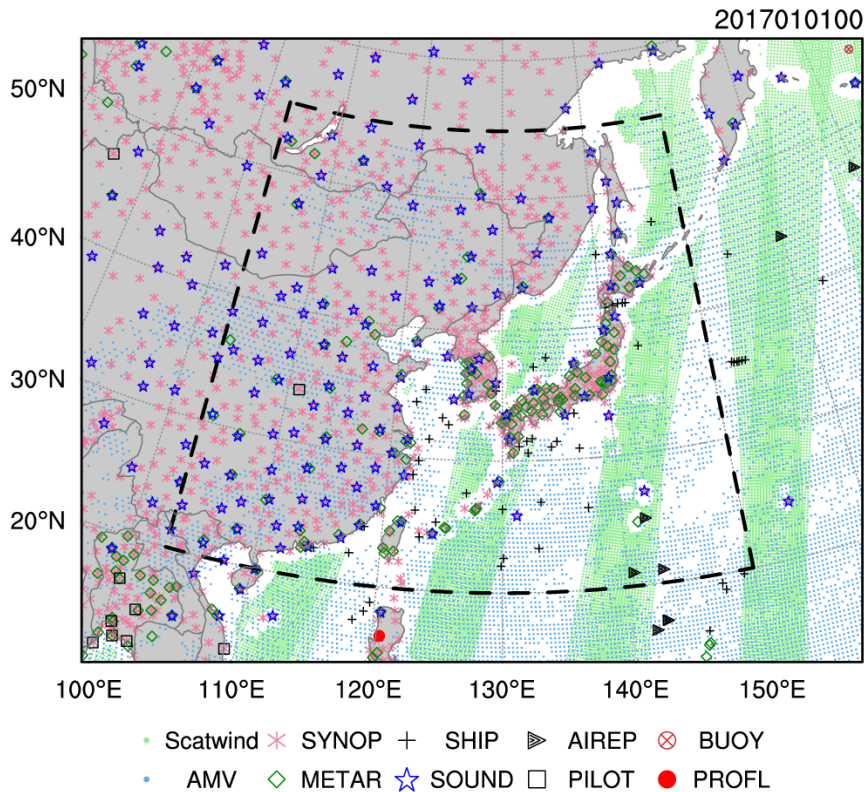 2017010100
50°N
40°N
30°N
20°N
100°E 110°E 120°E 130°E 140°E 150°E
Scatwind SYNOP SHIP AIREP BUOY
AMV METAR SOUND PILOT PROFL